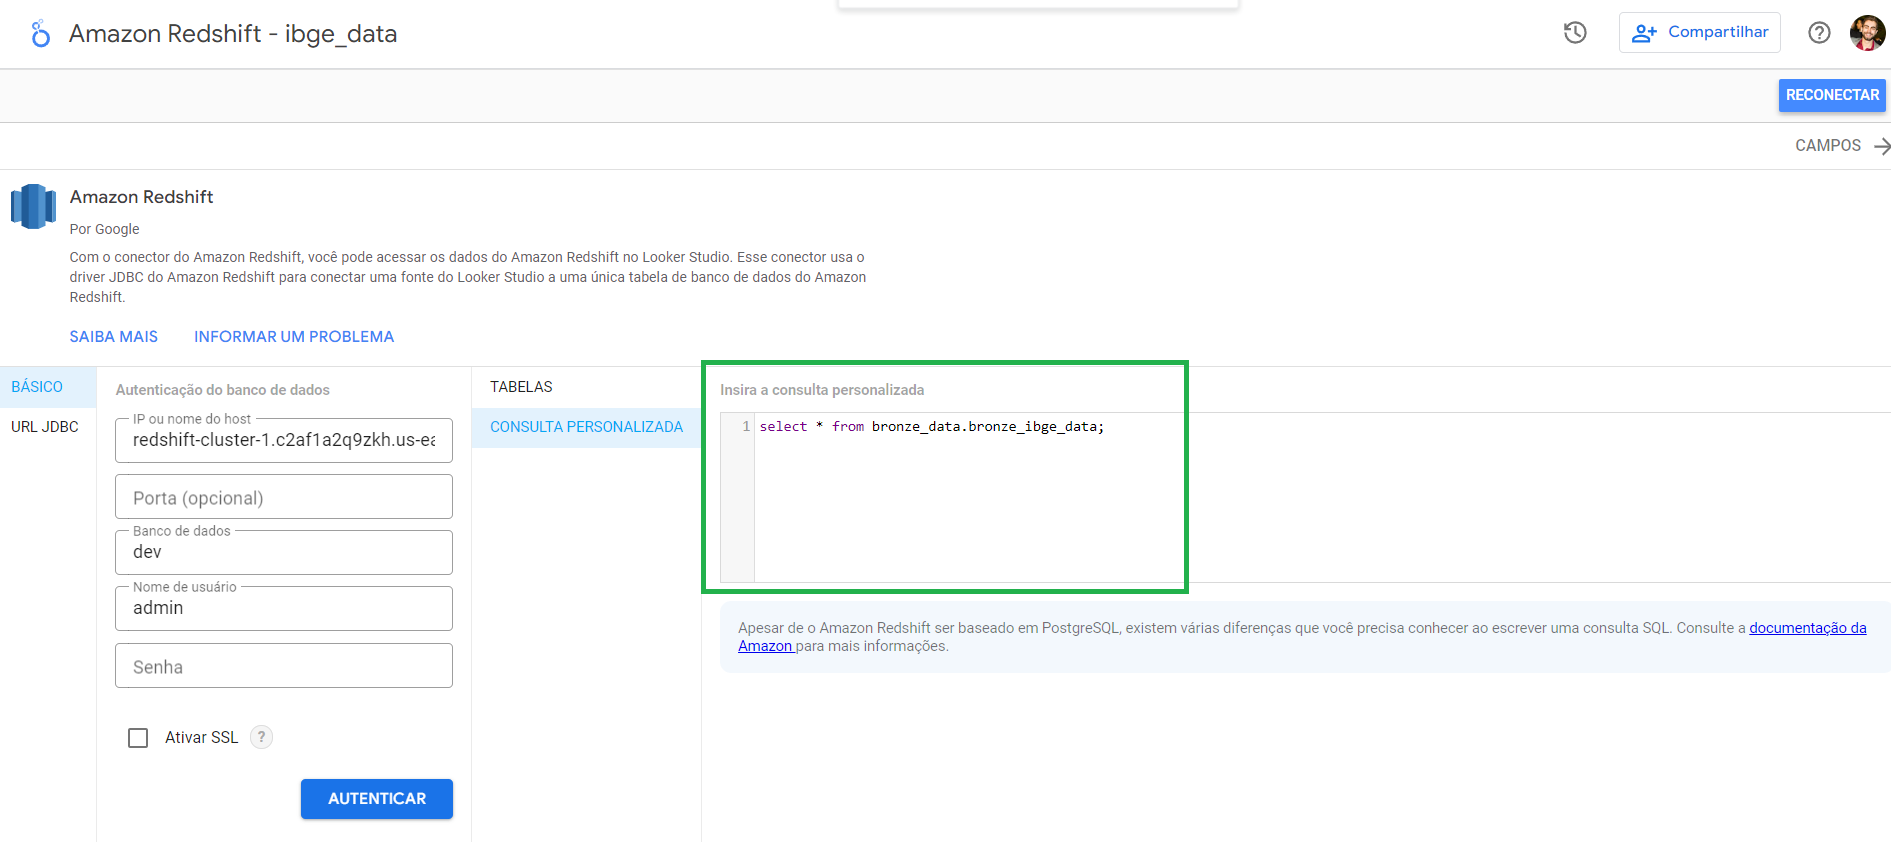 Amazon Redshift - ibge_data
Compartilhar
RECONECTAR
CAMPOS
Amazon Redshift
Por Google
Com o conector do Amazon Redshift, você pode acessar os dados do Amazon Redshift no Looker Studio. Esse conector usa o
driver JDBC do Amazon Redshift para conectar uma fonte do Looker Studio a uma única tabela de banco de dados do Amazon
Redshift.
SAIBA MAIS INFORMAR UM PROBLEMA
BÁSICO
URL JDBC
Autenticação do banco de dados
IP ou nome do host
redshift-cluster-1.c2af1a2q9zkh.us-ea
Porta (opcional)
Banco de dados
dev
Nome de usuário
admin
Senha
Ativar SSL ?
AUTENTICAR
TABELAS
CONSULTA PERSONALIZADA
Insira a consulta personalizada
1 select * from bronze_data.bronze_ibge_data;
Apesar de o Amazon Redshift ser baseado em PostgreSQL, existem várias diferenças que você precisa conhecer ao escrever uma consulta SQL. Consulte a documentação da
Amazon para mais informações.